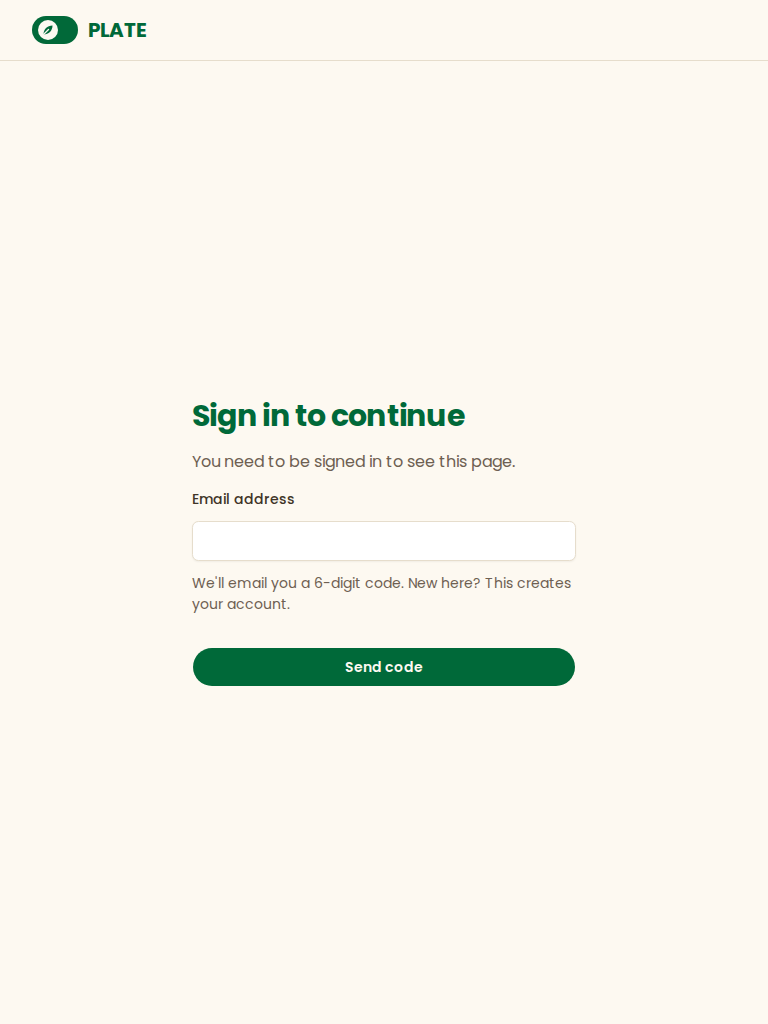 PLATE
Sign in to continue
You need to be signed in to see this page.
Email address
We'll email you a 6-digit code. New here? This creates
your account.
Send code